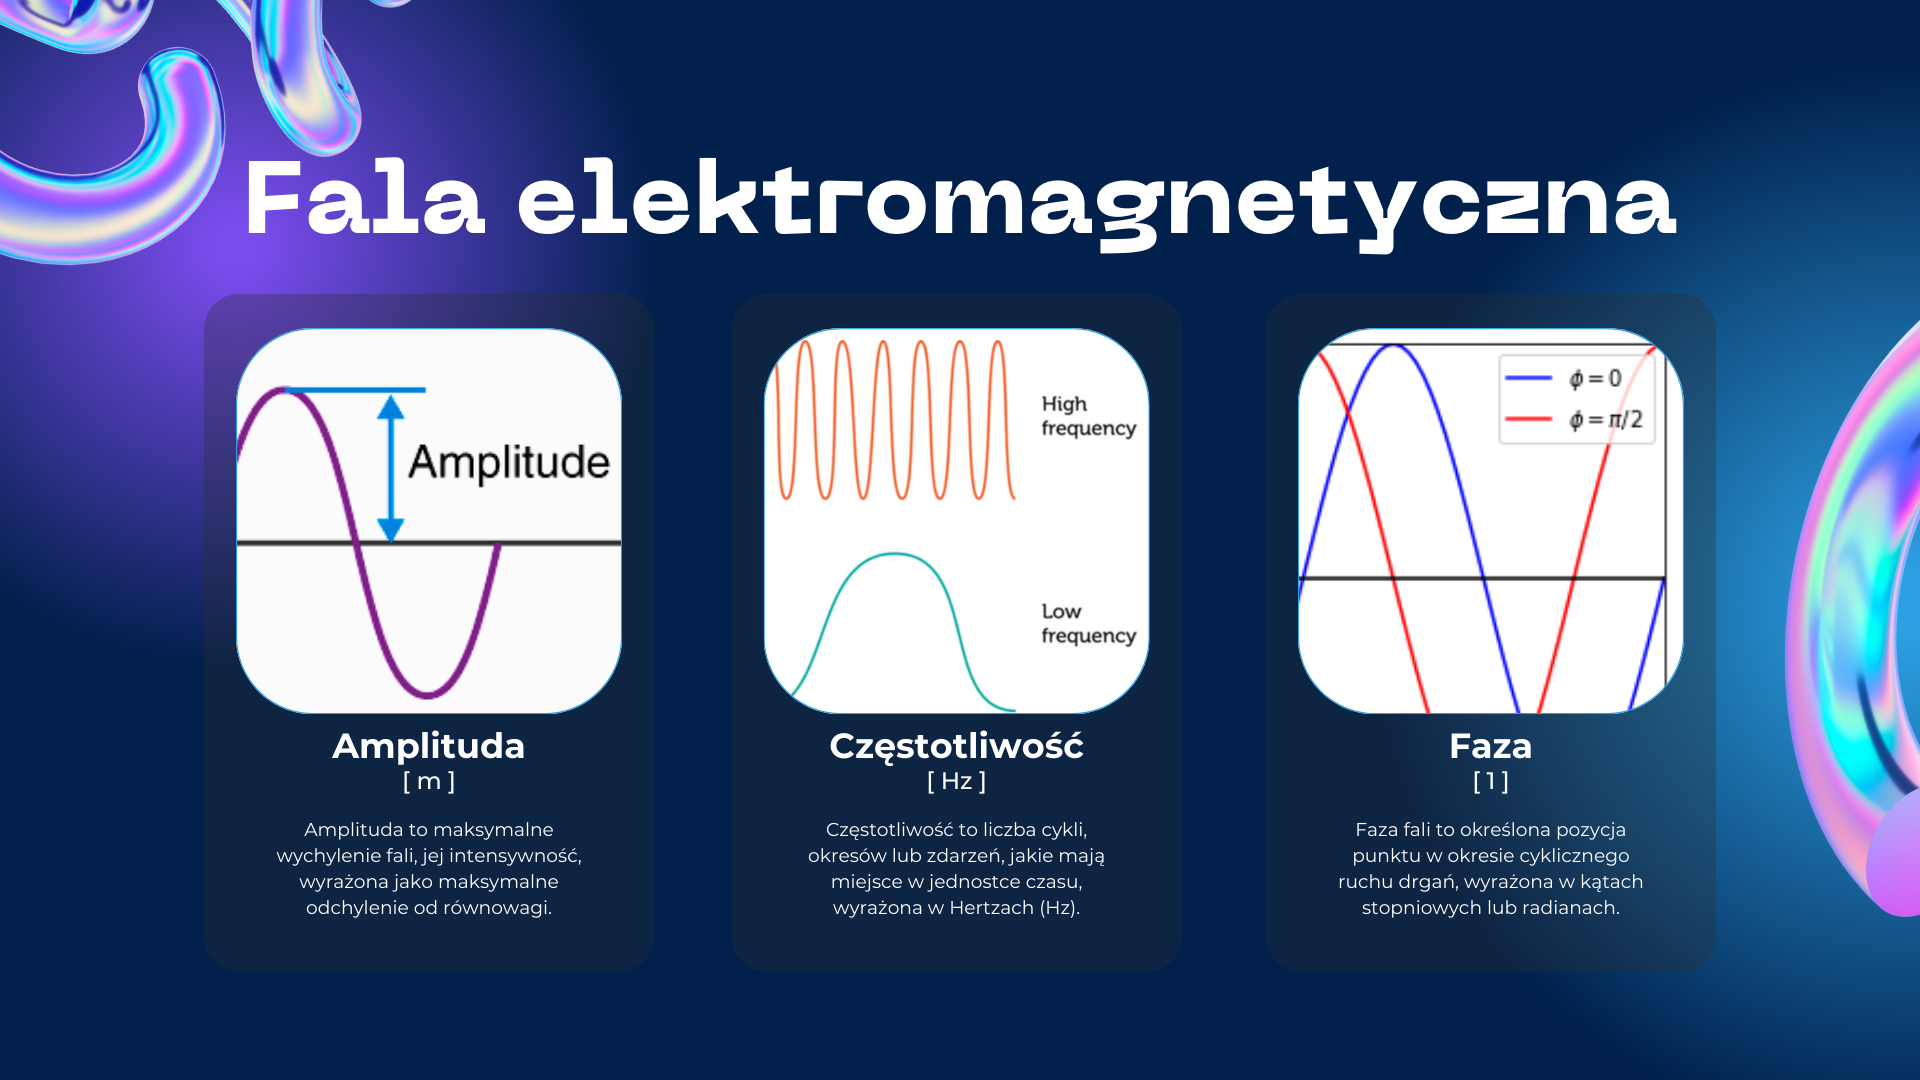 Fala elektromagnetyczna
Amplitude
Amplituda
[ m ]
Amplituda to maksymalne
wychylenie fali, jej intensywność,
wyrażona jako maksymalne
odchylenie od równowagi.
High
frequency
Low
frequency
Częstotliwość
[ Hz ]
Częstotliwość to liczba cykli,
okresów lub zdarzeń, jakie mają
miejsce w jednostce czasu,
wyrażona w Hertzach (Hz).
ϕ = 0
ϕ = π/2
Faza
[ 1 ]
Faza fali to określona pozycja
punktu w okresie cyklicznego
ruchu drgań, wyrażona w kątach
stopniowych lub radianach.